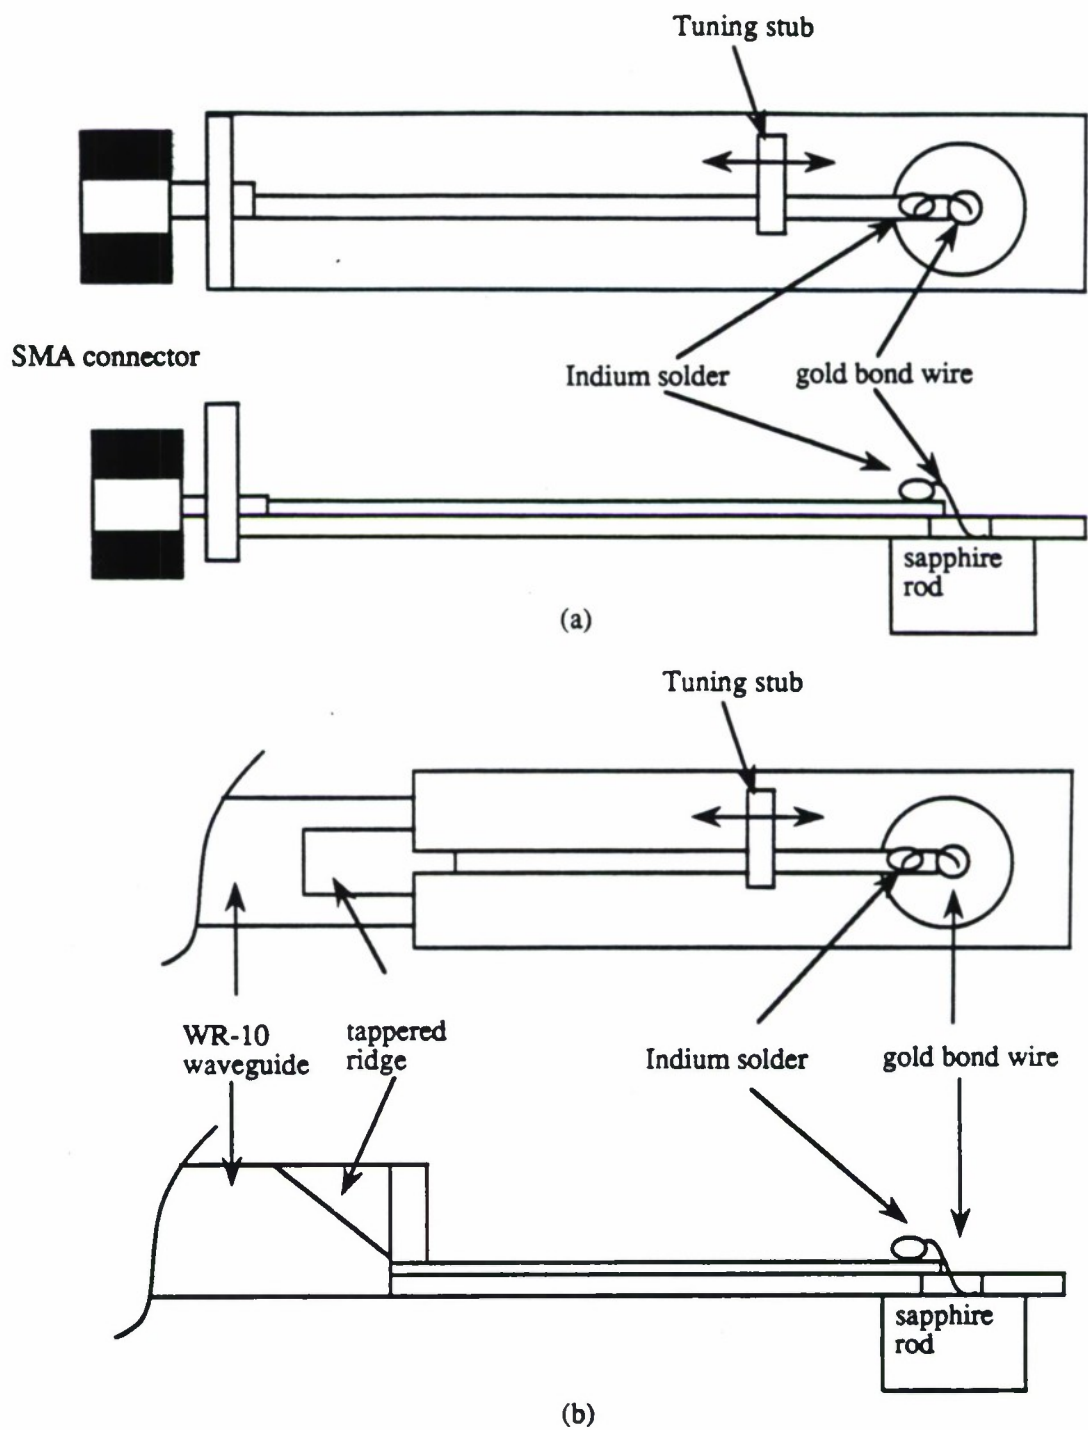 Tuning stub
SMA connector
Indium solder
gold bond wire
sapphire
rod
(a)
Tuning stub
WR-10
waveguide
tappered
ridge
Indium solder
gold bond wire
sapphire
rod
(b)